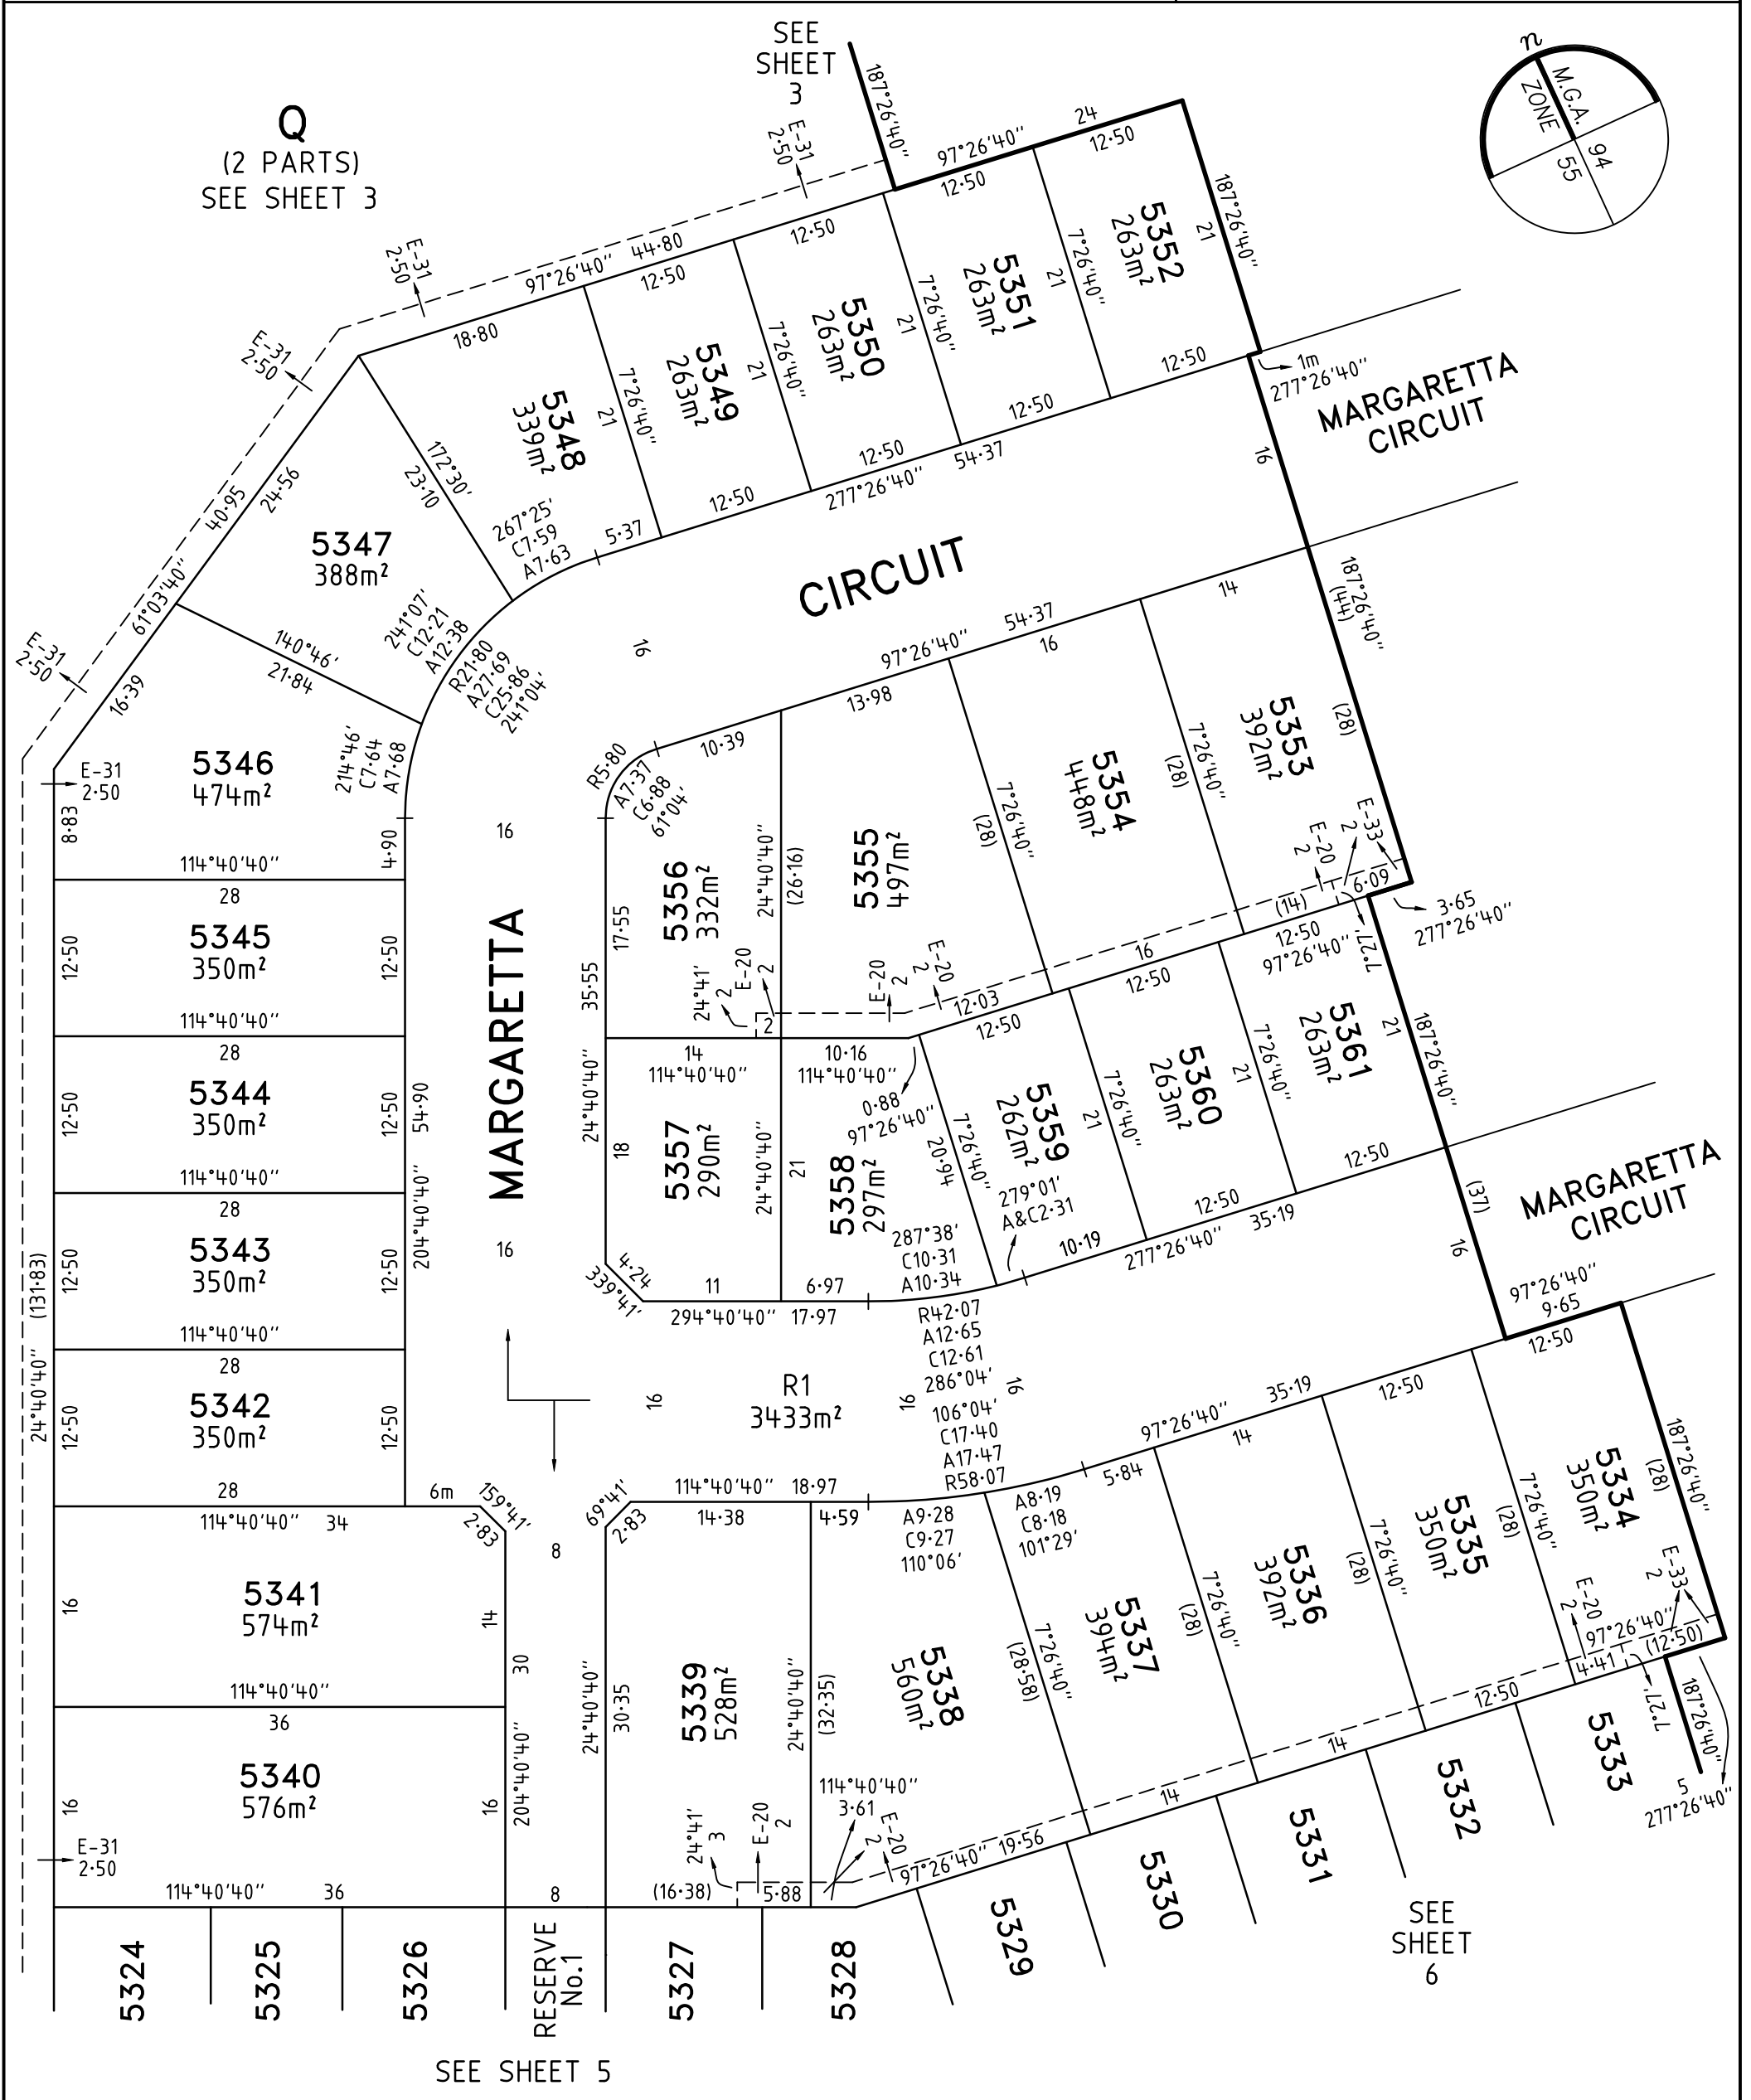 SEE
SHEET
3
187°26'40"
Q
(2 PARTS)
SEE SHEET 3
n
M.G.A.
ZONE
94
55
E-31
2·50
97°26'40"
24
12·50
12·50
187°26'40"
21
5352
263m²
7°26'40"
21
5351
263m²
7°26'40"
21
5350
263m²
7°26'40"
21
5349
263m²
7°26'40"
21
5348
339m²
E-31
2·50
97°26'40"
44·80
12·50
12·50
18·80
E-31
2·50
1m
277°26'40"
MARGARETTA
CIRCUIT
12·50
12·50
12·50
12·50
277°26'40"
54·37
5·37
16
172°30'
23·10
267°25'
C7·59
A7·63
40·95
24·56
61°03'40"
5347
388m²
241°07'
C12·21
A12·38
R21·80
A27·69
C25·86
241°04'
CIRCUIT
16
140°46'
21·84
E-31
2·50
16·39
5346
474m²
214°46'
C7·64
A7·68
E-31
2·50
8·83
4·90
114°40'40"
28
5345
350m²
12·50
12·50
114°40'40"
28
5344
350m²
12·50
12·50
54·90
114°40'40"
28
5343
350m²
12·50
12·50
204°40'40"
114°40'40"
28
5342
350m²
12·50
12·50
(131·83)
24°40'40"
28
6m
114°40'40"
34
159°41'
2·83
MARGARETTA
16
16
97°26'40"
54·37
14
16
13·98
10·39
187°26'40"
(44)
(28)
5353
392m²
7°26'40"
(28)
5354
448m²
7°26'40"
(28)
5355
497m²
R5·80
A7·37
C6·88
61°04'
5356
332m²
24°40'40"
(26·16)
17·55
35·55
24°41'
2
E-20
2
2
E-20
2
E-20
2
E-20
2
E-33
2
6·09
(14)
3·65
277°26'40"
7°27'
16
12·03
12·50
12·50
12·50
97°26'40"
14
114°40'40"
10·16
114°40'40"
0·88
97°26'40"
24°40'40"
18
5357
290m²
24°40'40"
21
5358
297m²
20·94
7°26'40"
5359
262m²
21
7°26'40"
5360
263m²
21
7°26'40"
5361
263m²
21
187°26'40"
279°01'
A&C2·31
287°38'
C10·31
A10·34
10·19
12·50
12·50
277°26'40"
35·19
(37)
16
MARGARETTA
CIRCUIT
4·24
339°41'
11
6·97
294°40'40"
17·97
R42·07
A12·65
C12·61
286°04'
16
16
16
R1
3433m²
106°04'
C17·40
A17·47
R58·07
97°26'40"
9·65
12·50
97°26'40"
35·19
12·50
14
5·84
69°41'
2·83
114°40'40"
18·97
14·38
4·59
A9·28
C9·27
110°06'
A8·19
C8·18
101°29'
8
5341
574m²
16
14
30
114°40'40"
36
5340
576m²
16
16
204°40'40"
E-31
2·50
114°40'40"
36
8
24°40'40"
30·35
5339
528m²
24°40'40"
(32·35)
5338
560m²
(28·58)
7°26'40"
5337
394m²
(28)
7°26'40"
5336
392m²
(28)
7°26'40"
5335
350m²
(28)
7°26'40"
5334
350m²
(28)
187°26'40"
24°41'
3
E-20
2
114°40'40"
3·61
2
E-20
(16·38)
5·88
97°26'40"
19·56
14
14
12·50
E-20
2
E-33
2
97°26'40"
4·41
(12·50)
7°27'
187°26'40"
5
277°26'40"
5324
5325
5326
RESERVE
No.1
5327
5328
5329
5330
5331
5332
5333
SEE
SHEET
6
SEE SHEET 5